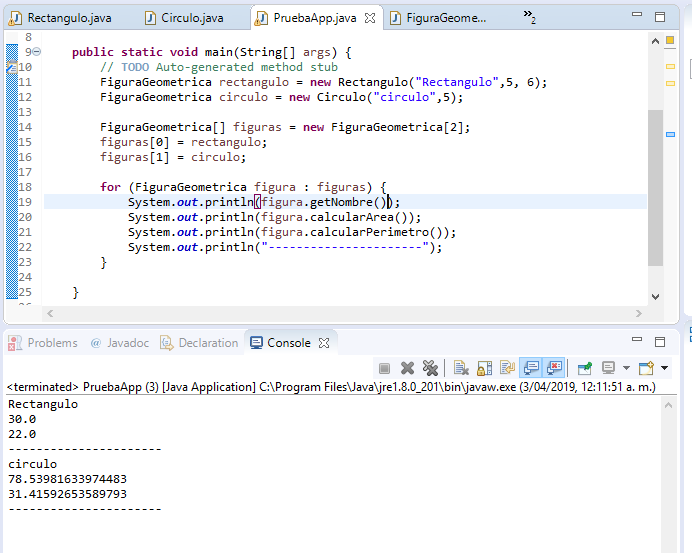 Rectangulo.java Circulo.java PruebaApp.java FiguraGeome... »2
8
9 public static void main(String[] args) {
10 // TODO Auto-generated method stub
11 FiguraGeometrica rectangulo = new Rectangulo("Rectangulo",5, 6);
12 FiguraGeometrica circulo = new Circulo("circulo",5);
13
14 FiguraGeometrica[] figuras = new FiguraGeometrica[2];
15 figuras[0] = rectangulo;
16 figuras[1] = circulo;
17
18 for (FiguraGeometrica figura : figuras) {
19 System.out.println(figura.getNombre());
20 System.out.println(figura.calcularArea());
21 System.out.println(figura.calcularPerimetro());
22 System.out.println("----------------------");
23 }
24
25 }
Problems @ Javadoc Declaration Console
<terminated> PruebaApp (3) [Java Application] C:\Program Files\Java\jre1.8.0_201\bin\javaw.exe (3/04/2019, 12:11:51 a. m.)
Rectangulo
30.0
22.0
----------------------
circulo
78.53981633974483
31.41592653589793
----------------------